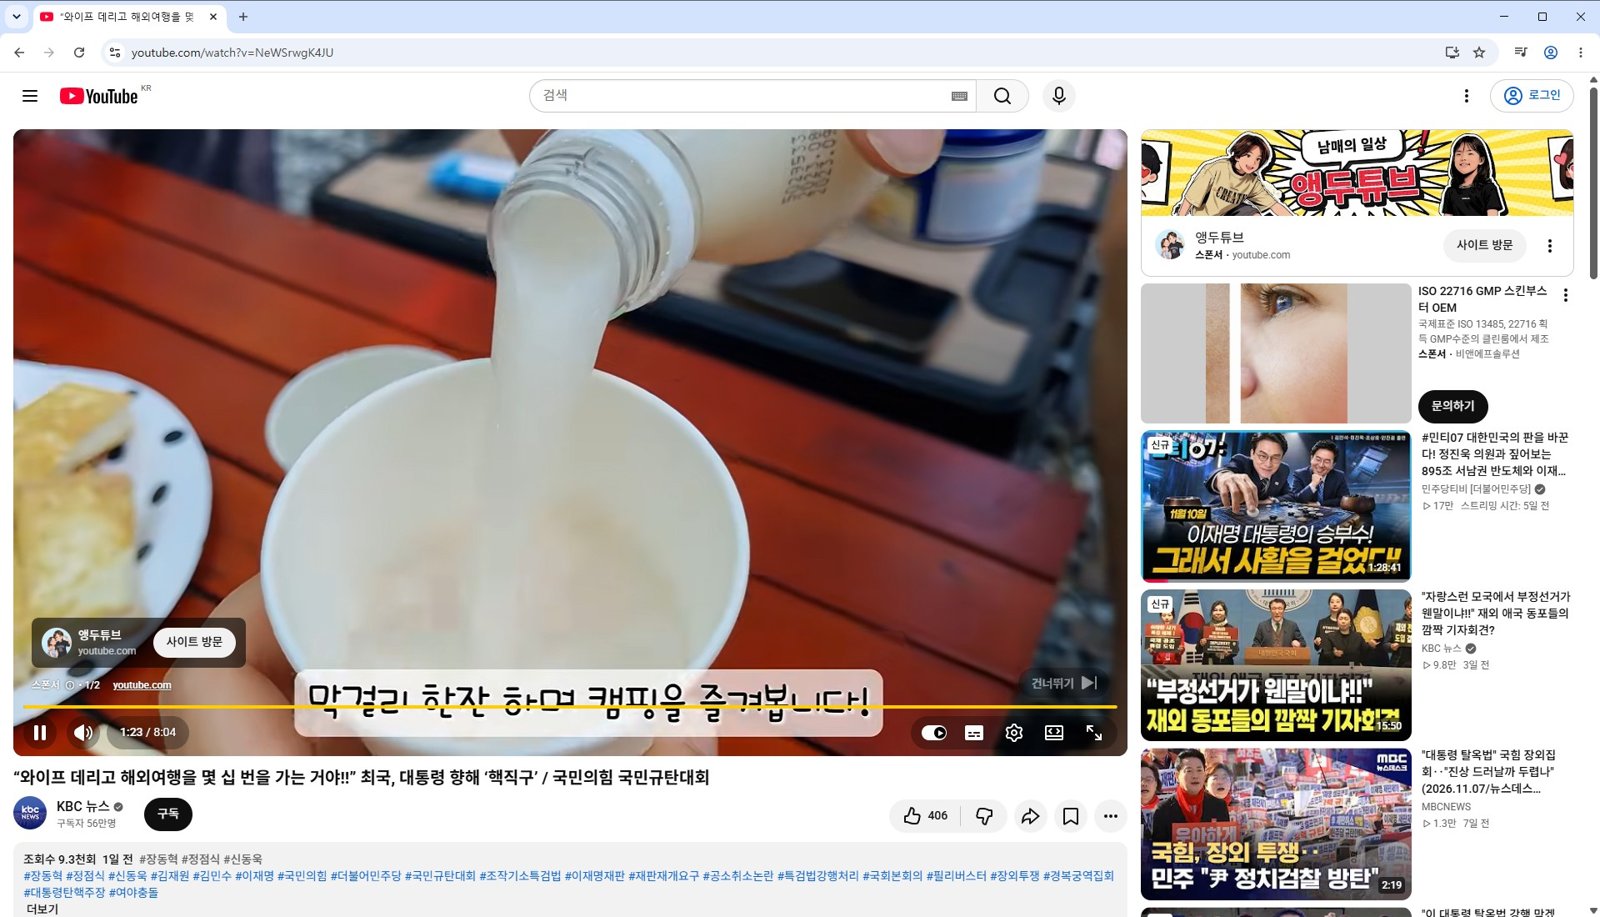 "와이프 데리고 해외여행을 몇
youtube.com/watch?v=NeWSrwgK4JU
YouTube KR
검색
로그인
남매의 일상
앵두튜브
앵두튜브
스폰서 · youtube.com
사이트 방문
ISO 22716 GMP 스킨부스
터 OEM
국제표준 ISO 13485, 22716 획
득 GMP수준의 클린룸에서 제조
스폰서 · 비앤에프솔루션
문의하기
신규
11월 10일
이재명 대통령의 승부수!
그래서 사활을 걸었다!!
1:28:41
#민티07 대한민국의 판을 바꾼
다! 정진욱 의원과 짚어보는
895조 서남권 반도체와 이재...
민주당티비 [더불어민주당]
17만 스트리밍 시간: 5일 전
신규
대한민국국회
"부정선거가 웬말이냐!!"
재외 동포들의 깜짝 기자회견
15:50
"자랑스런 모국에서 부정선거가
웬말이냐!!" 재외 애국 동포들의
깜짝 기자회견?
KBC 뉴스
9.8만 3일 전
MBC
뉴스데스크
국힘, 장외 투쟁‥
민주 "尹 정치검찰 방탄"
2:19
"대통령 탈옥법" 국힘 장외집
회‥"진상 드러날까 두렵나"
(2026.11.07/뉴스데스...
MBCNEWS
1.3만 7일 전
앵두튜브
youtube.com
사이트 방문
스폰서 · 1/2 youtube.com
막걸리 한잔 하며 캠핑을 즐겨봅니다!
건너뛰기
1:23 / 8:04
"와이프 데리고 해외여행을 몇 십 번을 가는 거야!!" 최국, 대통령 향해 '핵직구' / 국민의힘 국민규탄대회
kbc NEWS
KBC 뉴스
구독자 56만명
구독
406
조회수 9.3천회 1일 전 #장동혁 #정점식 #신동욱
#장동혁 #정점식 #신동욱 #김재원 #김민수 #이재명 #국민의힘 #더불어민주당 #국민규탄대회 #조작기소특검법 #이재명재판 #재판재개요구 #공소취소논란 #특검법강행처리 #국회본회의 #필리버스터 #장외투쟁 #경복궁역집회
#대통령탄핵주장 #여야충돌
더보기